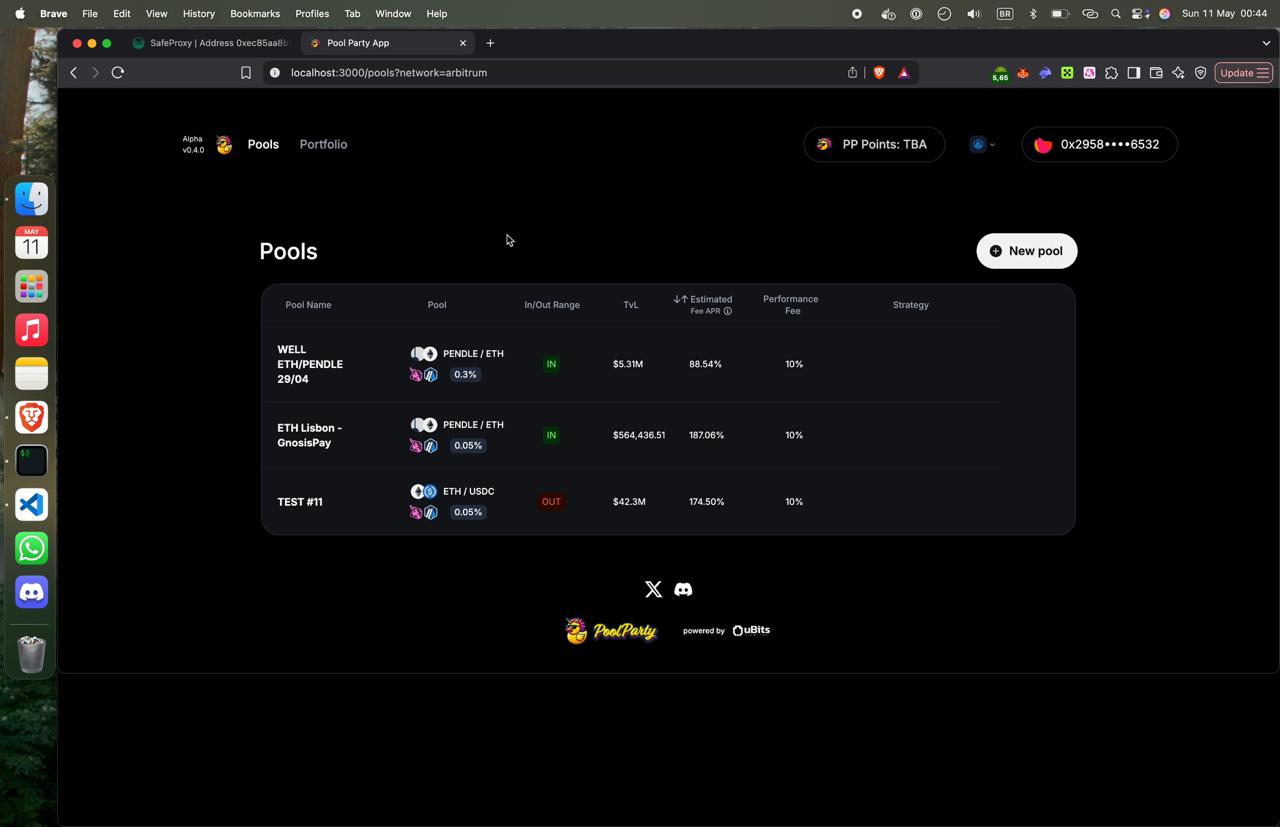 Brave File Edit View History Bookmarks Profiles Tab Window Help BR Sun 11 May 00:44
SafeProxy | Address 0xec85aa8b Pool Party App
localhost:3000/pools?network=arbitrum 5,65 Update
Alpha
v0.4.0
Pools Portfolio PP Points: TBA 0x2958••••6532
MAY
11
Pools New pool
Pool Name Pool In/Out Range TvL Estimated
Fee APR Performance
Fee Strategy
WELL
ETH/PENDLE
29/04
PENDLE / ETH
0.3%
IN $5.31M 88.54% 10%
ETH Lisbon -
GnosisPay
PENDLE / ETH
0.05%
IN $564,436.51 187.06% 10%
TEST #11
ETH / USDC
0.05%
OUT $42.3M 174.50% 10%
PoolParty powered by uBits